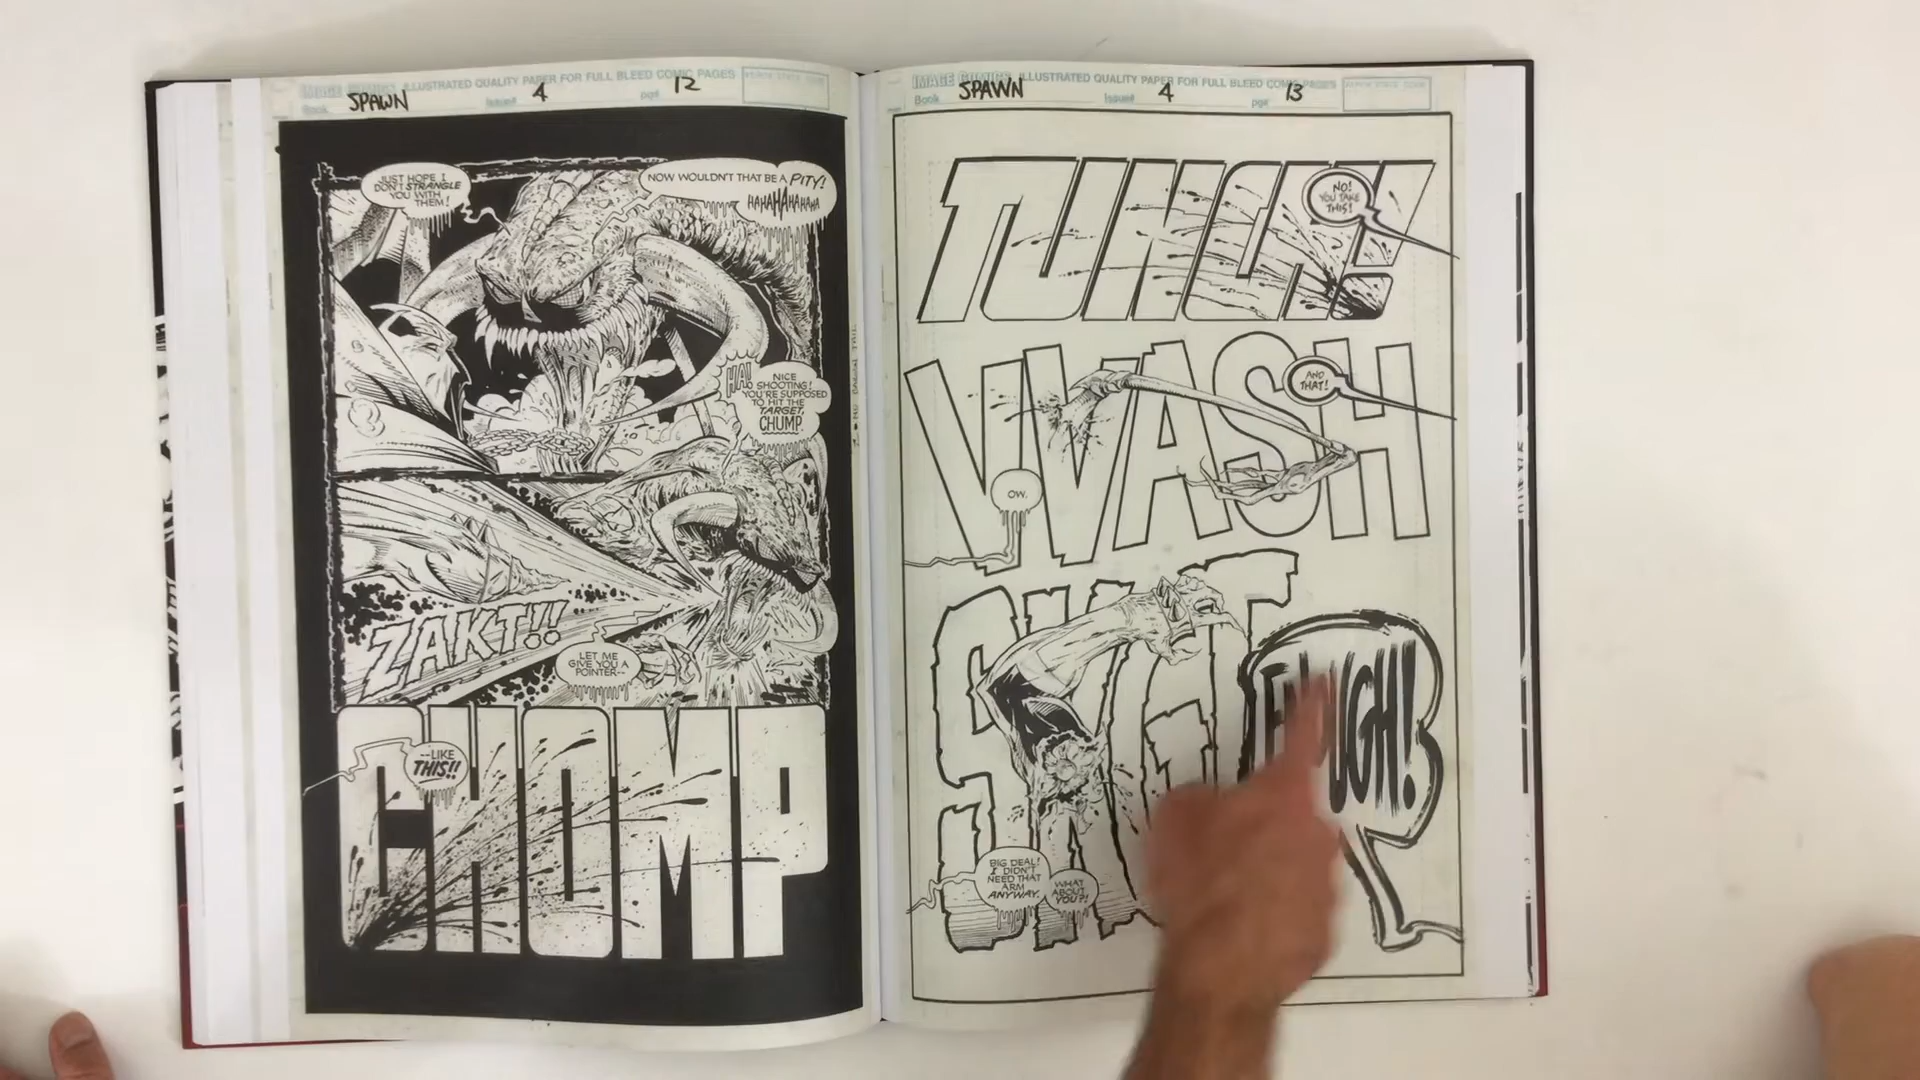 IMAGE COMICS ILLUSTRATED QUALITY PAPER FOR FULL BLEED COMIC PAGES
Book SPAWN Issue# 4 pg# 12
JUST HOPE I
DON'T STRANGLE
YOU WITH
THEM!
NOW WOULDN'T THAT BE A PITY!
HAHAHAHAHAHA
HA!
NICE
SHOOTING!
YOU'RE SUPPOSED
TO HIT THE
TARGET,
CHUMP.
ZAKT!!
LET ME
GIVE YOU A
POINTER--
--LIKE
THIS!!
CHOMP
IMAGE COMICS ILLUSTRATED QUALITY PAPER FOR FULL BLEED COMIC PAGES
Book SPAWN Issue# 4 pg# 13
NO!
YOU TAKE
THIS!
AND
THAT!
WASH
OW.
ENOUGH!
BIG DEAL!
I DIDN'T
NEED THAT
ARM
ANYWAY.
WHAT
ABOUT
YOU?!